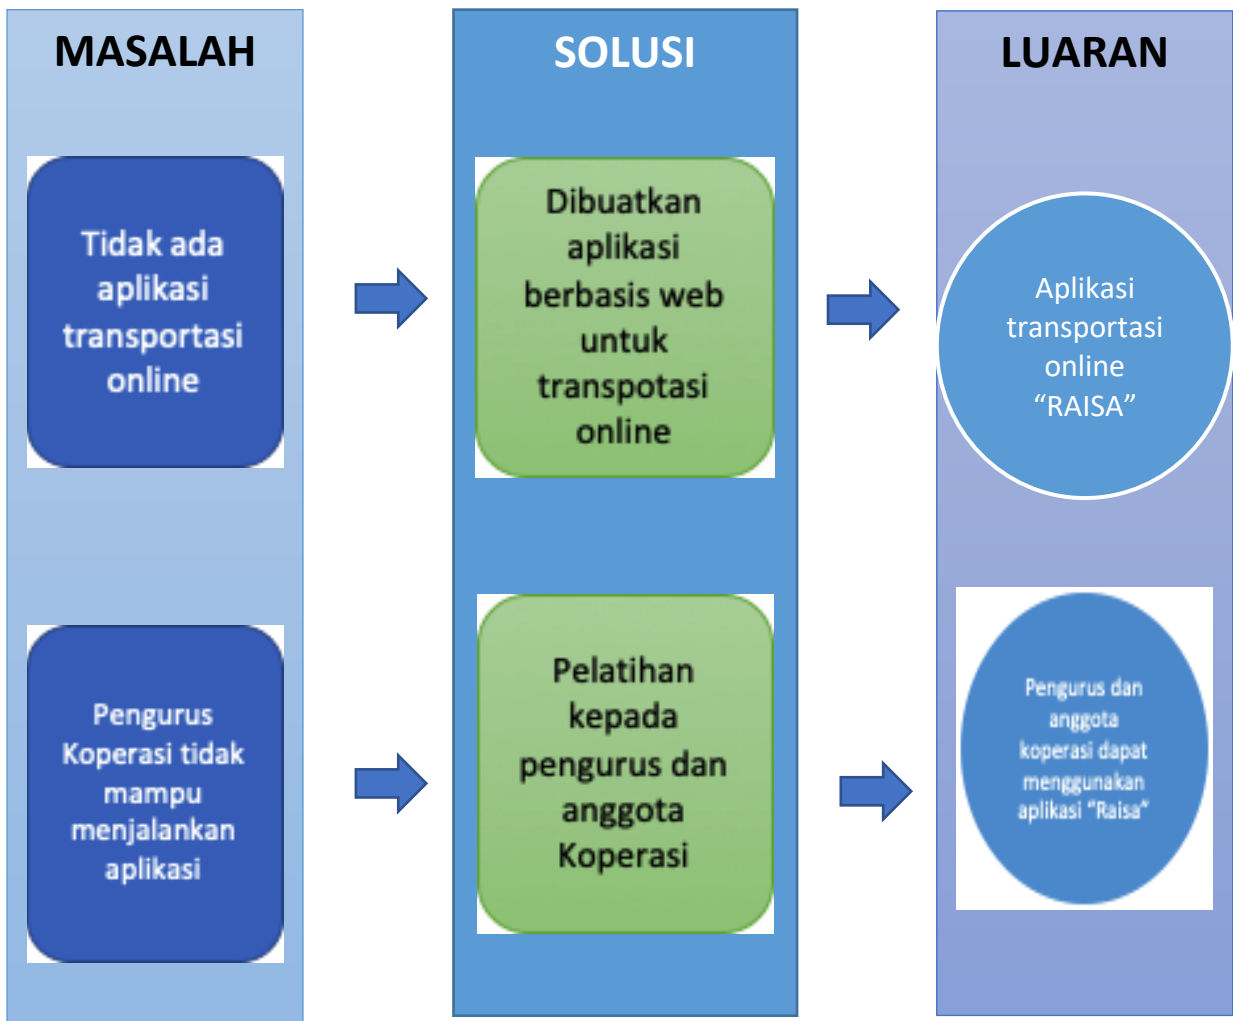 MASALAH
SOLUSI
LUARAN
Tidak ada
aplikasi
transportasi
online
Dibuatkan
aplikasi
berbasis web
untuk
transpotasi
online
Aplikasi
transportasi
online
“RAISA”
Pengurus
Koperasi tidak
mampu
menjalankan
aplikasi
Pelatihan
kepada
pengurus dan
anggota
Koperasi
Pengurus dan
anggota
koperasi dapat
menggunakan
aplikasi “Raisa”